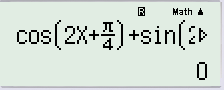 R Math ▲
cos(2X+π/4)+sin(2▷
0